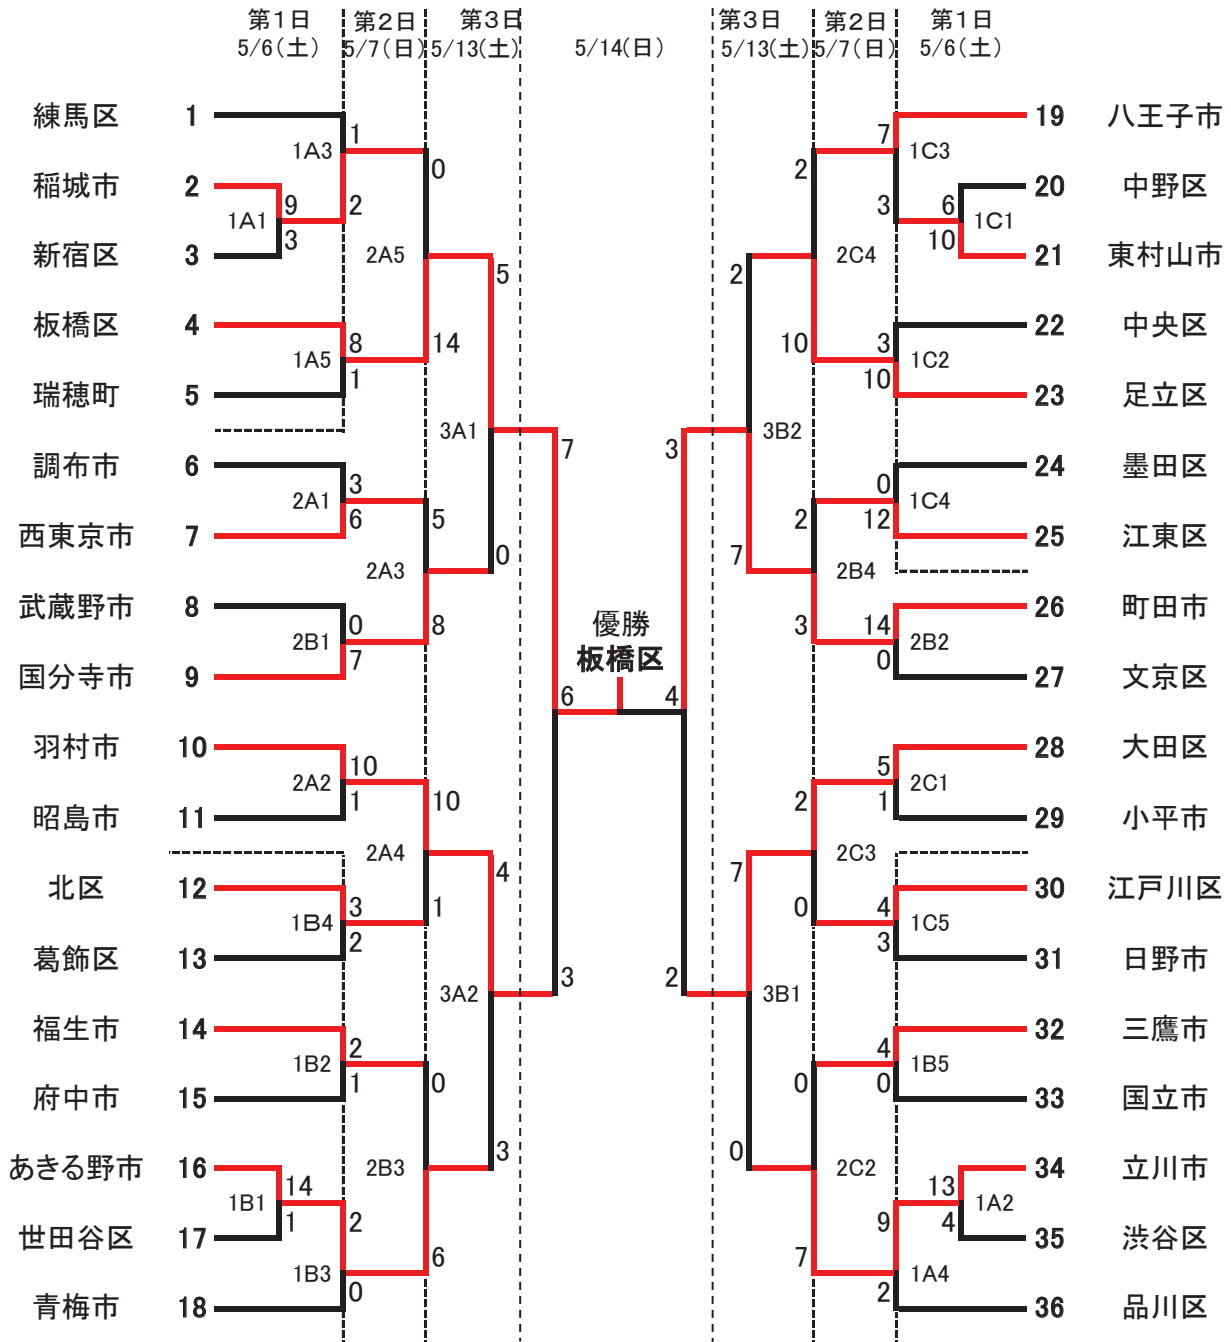 第1日 第2日 第3日 第3日 第2日 第1日
5/6(土) 5/7(日) 5/13(土) 5/14(日) 5/13(土) 5/7(日) 5/6(土)
練馬区 1 19 八王子市
1 7
1A3 1C3
0 2
稲城市 2 20 中野区
9 2 3 6
1A1 1C1
3 10
新宿区 3 2A5 2C4 21 東村山市
5 2
板橋区 4 22 中央区
8 14 10 3
1A5 1C2
1 10
瑞穂町 5 23 足立区
3A1 3B2
7 3
調布市 6 24 墨田区
3 0
2A1 1C4
6 5 2 12
西東京市 7 25 江東区
0 7
2A3 2B4
武蔵野市 8 26 町田市
0 8 優勝 3 14
2B1 2B2
7 板橋区 0
国分寺市 9 27 文京区
6 4
羽村市 10 28 大田区
10 5
2A2 2C1
1 10 2 1
昭島市 11 29 小平市
2A4 2C3
4 7
北区 12 30 江戸川区
3 1 0 4
1B4 1C5
2 3
葛飾区 13 31 日野市
3 2
3A2 3B1
福生市 14 32 三鷹市
2 4
1B2 1B5
1 0 0 0
府中市 15 33 国立市
3 0
あきる野市 16 2B3 2C2 34 立川市
14 13
1B1 1A2
1 2 9 4
世田谷区 17 35 渋谷区
6 7
1B3 1A4
0 2
青梅市 18 36 品川区